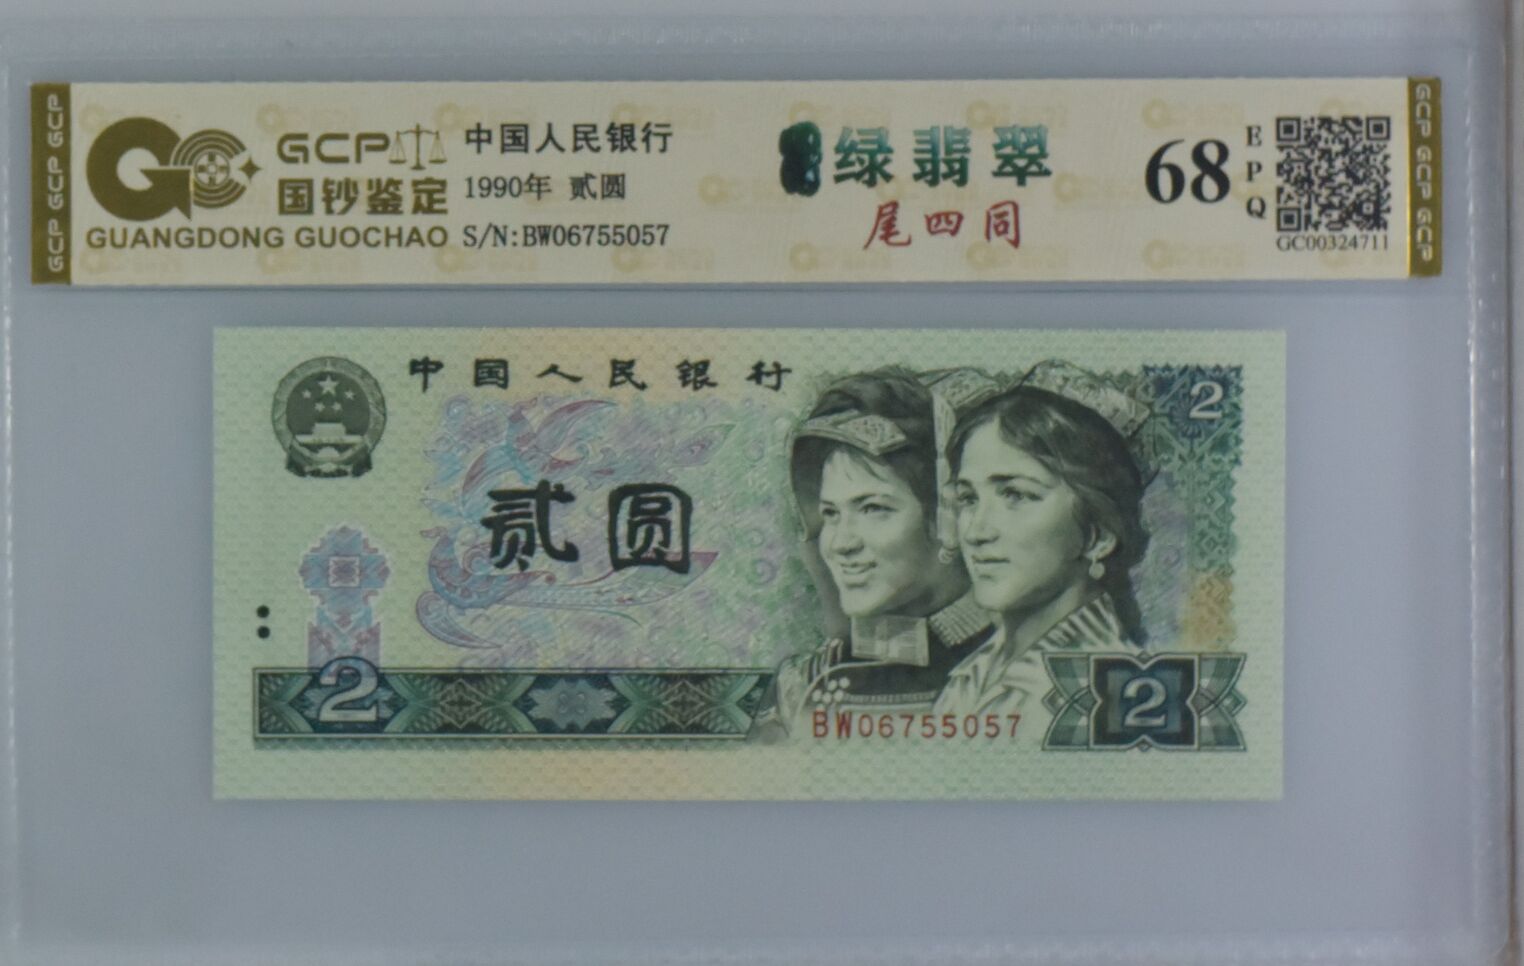 GCP GCP GCP
GCP
国钞鉴定
GUANGDONG GUOCHAO
中国人民银行
1990年 贰圆
S/N:BW06755057
绿翡翠
尾四同
68
EPQ
GC00324711
GCP GCP GCP
中国人民银行
2
贰圆
2
BW06755057
2